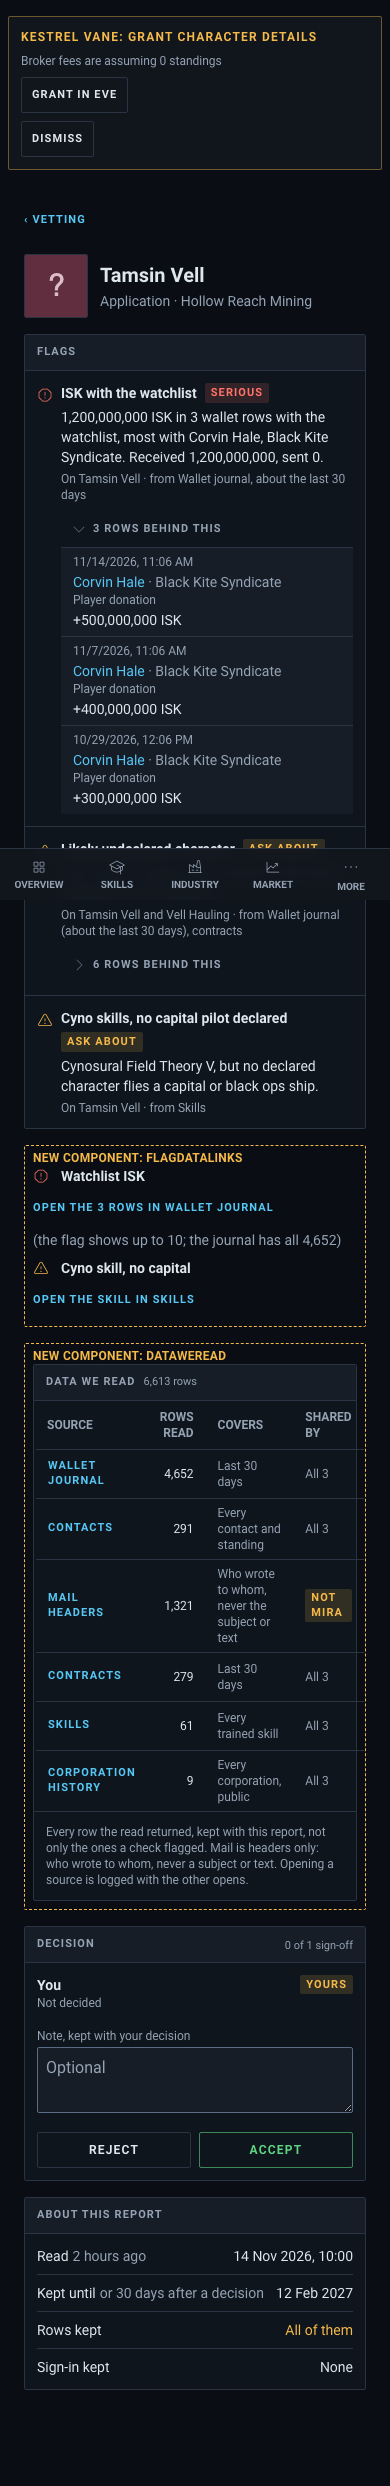 KESTREL VANE: GRANT CHARACTER DETAILS
Broker fees are assuming 0 standings
GRANT IN EVE
DISMISS
‹ VETTING
?
Tamsin Vell
Application · Hollow Reach Mining
FLAGS
ISK with the watchlist SERIOUS
1,200,000,000 ISK in 3 wallet rows with the
watchlist, most with Corvin Hale, Black Kite
Syndicate. Received 1,200,000,000, sent 0.
On Tamsin Vell · from Wallet journal, about the last 30
days
3 ROWS BEHIND THIS
11/14/2026, 11:06 AM
Corvin Hale · Black Kite Syndicate
Player donation
+500,000,000 ISK
11/7/2026, 11:06 AM
Corvin Hale · Black Kite Syndicate
Player donation
+400,000,000 ISK
10/29/2026, 12:06 PM
Corvin Hale · Black Kite Syndicate
Player donation
+300,000,000 ISK
Likely undeclared character ASK ABOUT
OVERVIEW SKILLS INDUSTRY MARKET MORE
On Tamsin Vell and Vell Hauling · from Wallet journal
(about the last 30 days), contracts
6 ROWS BEHIND THIS
Cyno skills, no capital pilot declared
ASK ABOUT
Cynosural Field Theory V, but no declared
character flies a capital or black ops ship.
On Tamsin Vell · from Skills
NEW COMPONENT: FLAGDATALINKS
Watchlist ISK
OPEN THE 3 ROWS IN WALLET JOURNAL
(the flag shows up to 10; the journal has all 4,652)
Cyno skill, no capital
OPEN THE SKILL IN SKILLS
NEW COMPONENT: DATAWEREAD
DATA WE READ 6,613 rows
SOURCE ROWS READ COVERS SHARED BY
WALLET JOURNAL 4,652 Last 30 days All 3
CONTACTS 291 Every contact and standing All 3
MAIL HEADERS 1,321 Who wrote to whom, never the subject or text NOT MIRA
CONTRACTS 279 Last 30 days All 3
SKILLS 61 Every trained skill All 3
CORPORATION HISTORY 9 Every corporation, public All 3
Every row the read returned, kept with this report, not
only the ones a check flagged. Mail is headers only:
who wrote to whom, never a subject or text. Opening a
source is logged with the other opens.
DECISION 0 of 1 sign-off
You YOURS
Not decided
Note, kept with your decision
Optional
REJECT ACCEPT
ABOUT THIS REPORT
Read 2 hours ago 14 Nov 2026, 10:00
Kept until or 30 days after a decision 12 Feb 2027
Rows kept All of them
Sign-in kept None